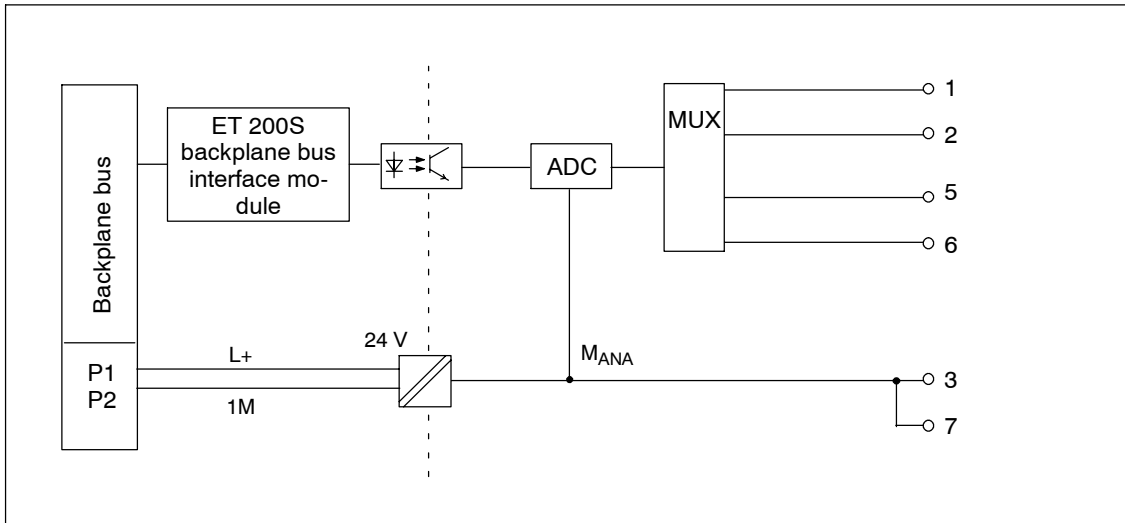 Backplane bus
P1
P2
ET 200S
backplane bus
interface mo-
dule
ADC
MUX
1
2
5
6
L+
1M
24 V
MANA
3
7